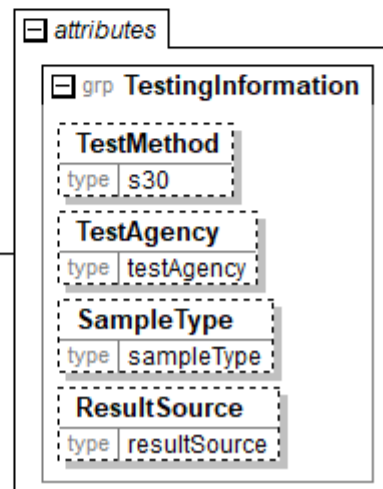 attributes
grp TestingInformation
TestMethod
type s30
TestAgency
type testAgency
SampleType
type sampleType
ResultSource
type resultSource